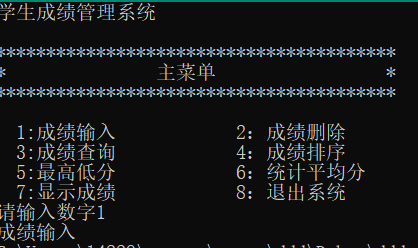 学生成绩管理系统
****************************************
* 主菜单 *
****************************************
1:成绩输入 2: 成绩删除
3:成绩查询 4: 成绩排序
5:最高低分 6: 统计平均分
7:显示成绩 8: 退出系统
请输入数字1
成绩输入